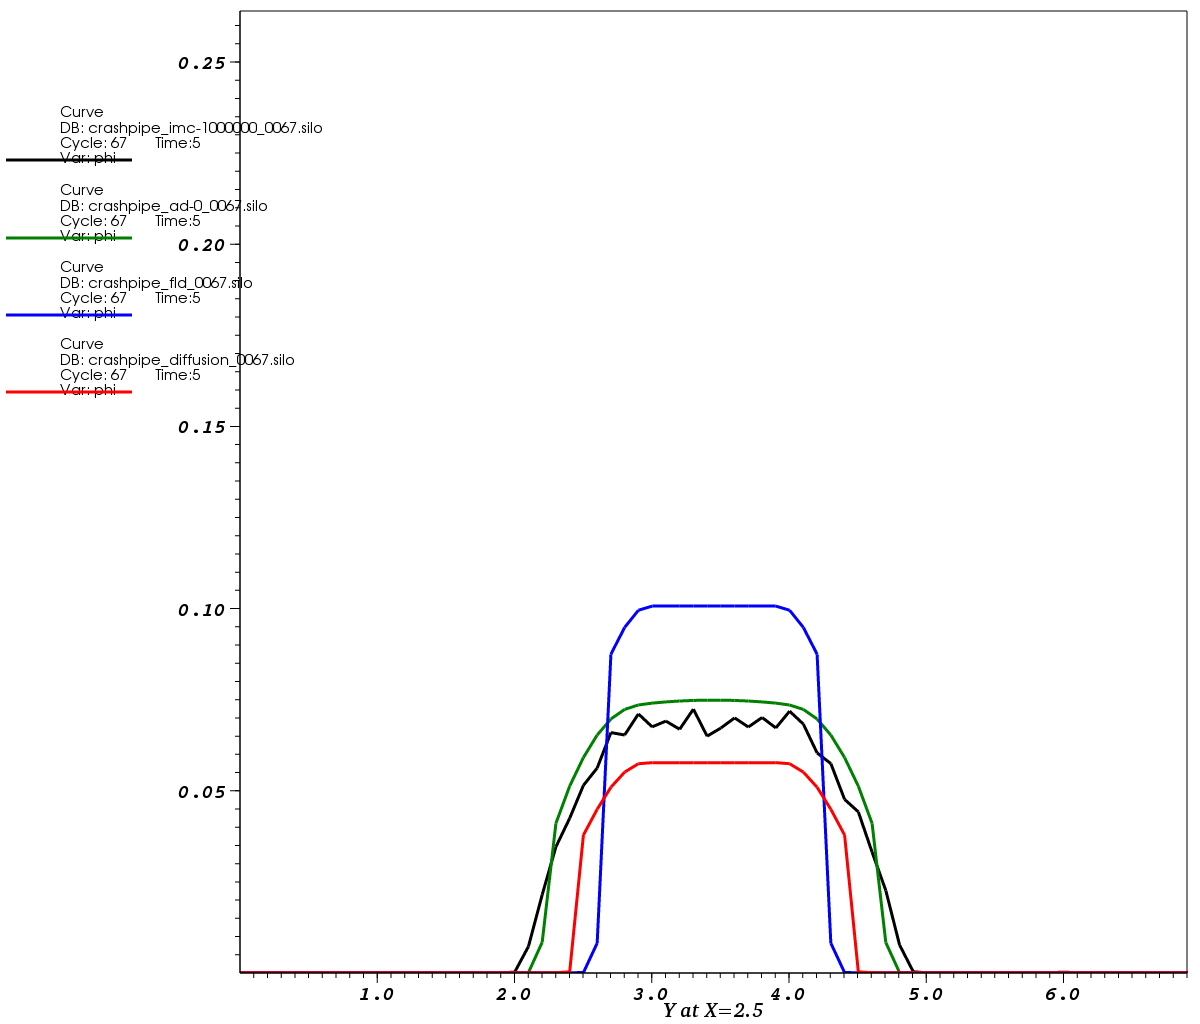 0.25
Curve
DB: crashpipe_imc-1000000_0067.silo
Cycle: 67 Time:5
Var: phi
Curve
DB: crashpipe_ad-0_0067.silo
Cycle: 67 Time:5
Var: phi
0.20
Curve
DB: crashpipe_fld_0067.silo
Cycle: 67 Time:5
Var: phi
Curve
DB: crashpipe_diffusion_0067.silo
Cycle: 67 Time:5
Var: phi
0.15
0.10
0.05
1.0 2.0 3.0 4.0 5.0 6.0
Y at X=2.5